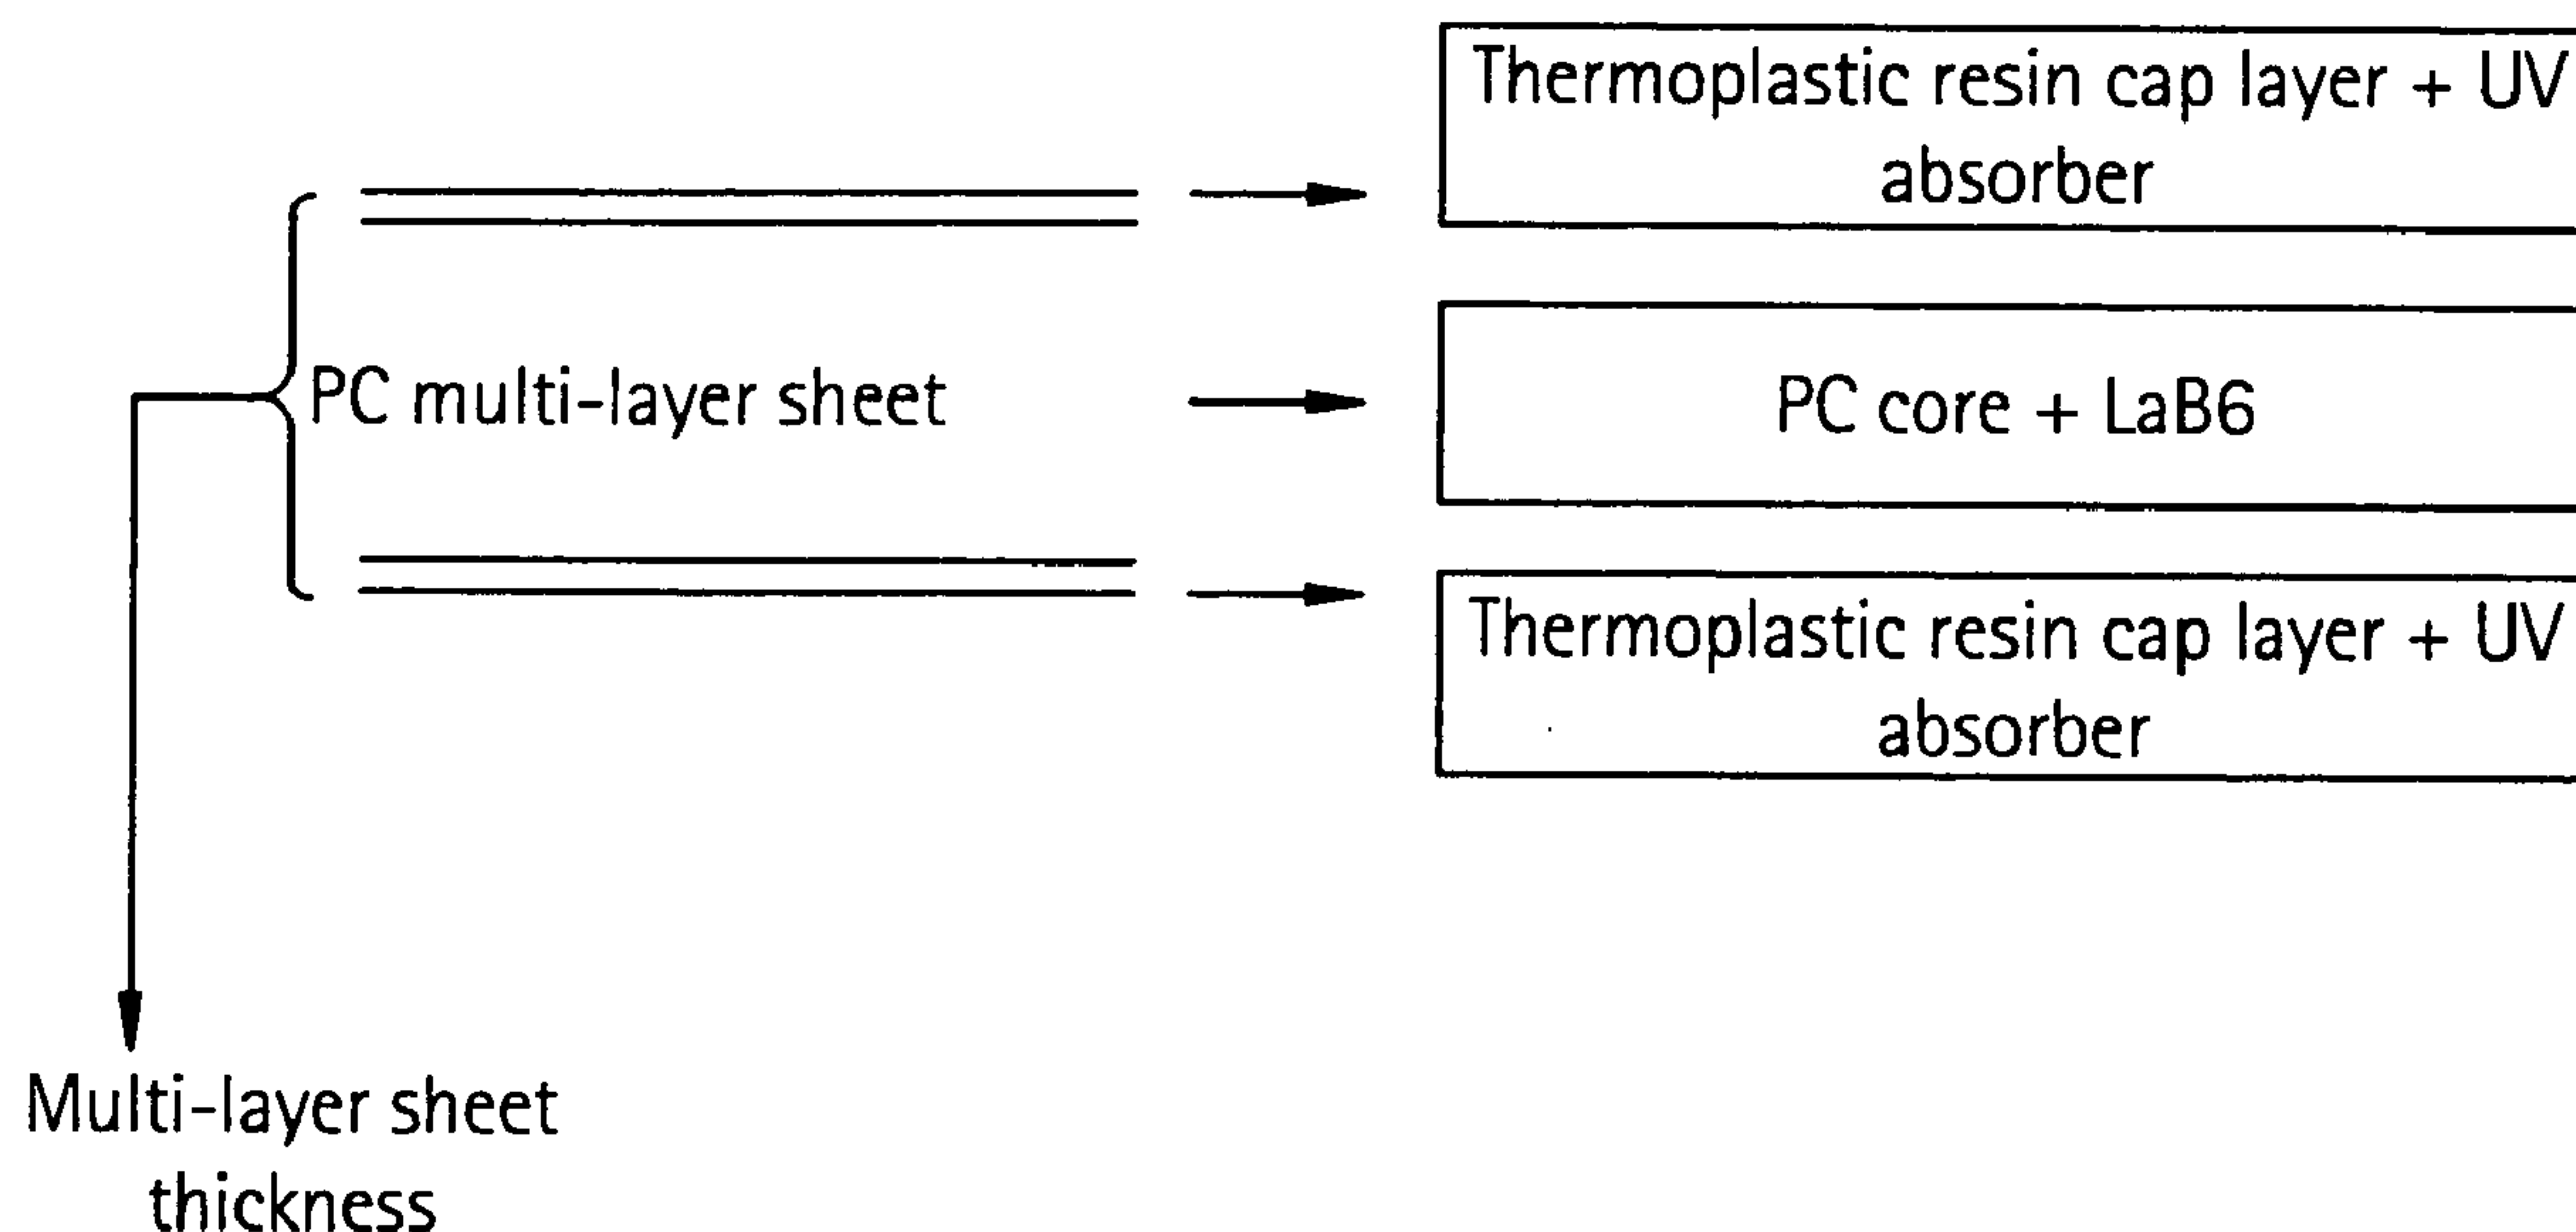 Thermoplastic resin cap layer + UV
absorber
PC multi-layer sheet
PC core + LaB6
Thermoplastic resin cap layer + UV
absorber
Multi-layer sheet
thickness